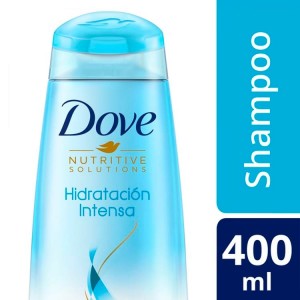 Dove
NUTRITIVE
SOLUTIONS
Hidratación
Intensa
Shampoo
400
ml